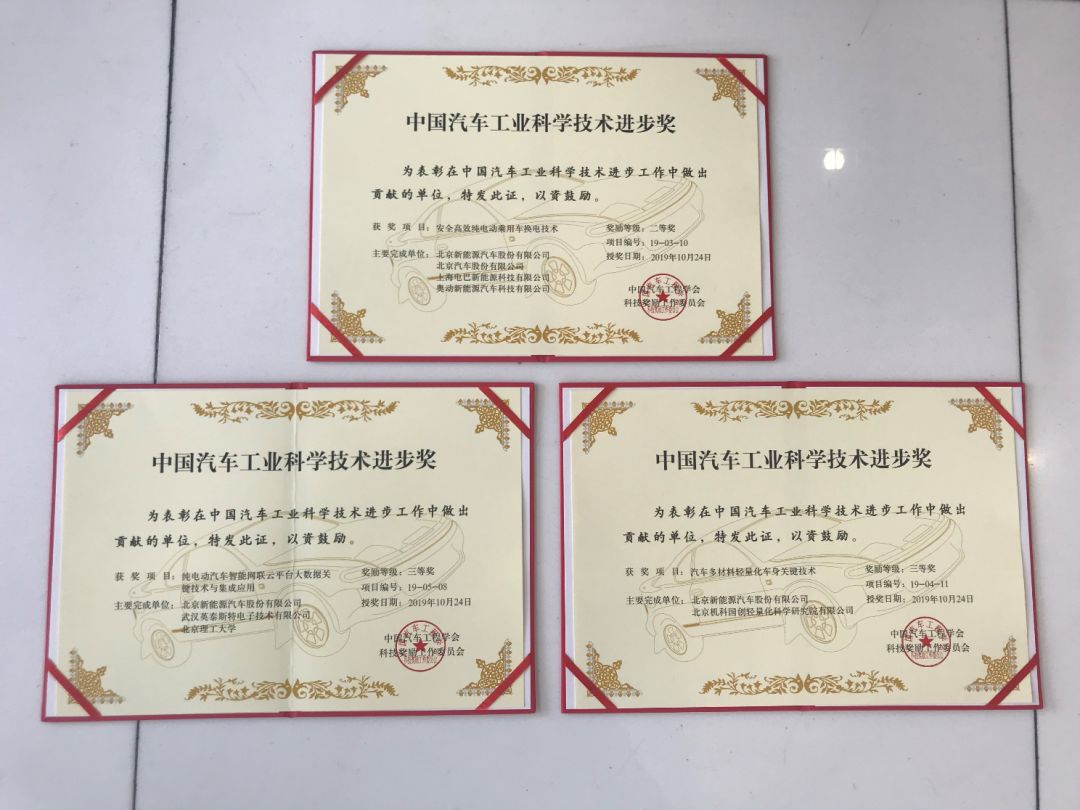 中国汽车工业科学技术进步奖
为表彰在中国汽车工业科学技术进步工作中做出
贡献的单位，特发此证，以资鼓励。
获奖项目：安全高效纯电动乘用车换电技术
主要完成单位：北京新能源汽车股份有限公司
北京汽车股份有限公司
上海电巴新能源科技有限公司
奥动新能源汽车科技有限公司
奖励等级：二等奖
项目编号：19-03-10
授奖日期：2019年10月24日
中国汽车工程学会
科技奖励工作委员会
中国汽车工业科学技术进步奖
为表彰在中国汽车工业科学技术进步工作中做出
贡献的单位，特发此证，以资鼓励。
获奖项目：纯电动汽车智能网联云平台大数据关
键技术与集成应用
主要完成单位：北京新能源汽车股份有限公司
武汉英泰斯特电子技术有限公司
北京理工大学
奖励等级：三等奖
项目编号：19-05-08
授奖日期：2019年10月24日
中国汽车工程学会
科技奖励工作委员会
中国汽车工业科学技术进步奖
为表彰在中国汽车工业科学技术进步工作中做出
贡献的单位，特发此证，以资鼓励。
获奖项目：汽车多材料轻量化车身关键技术
主要完成单位：北京新能源汽车股份有限公司
北京机科国创轻量化科学研究院有限公司
奖励等级：三等奖
项目编号：19-04-11
授奖日期：2019年10月24日
中国汽车工程学会
科技奖励工作委员会